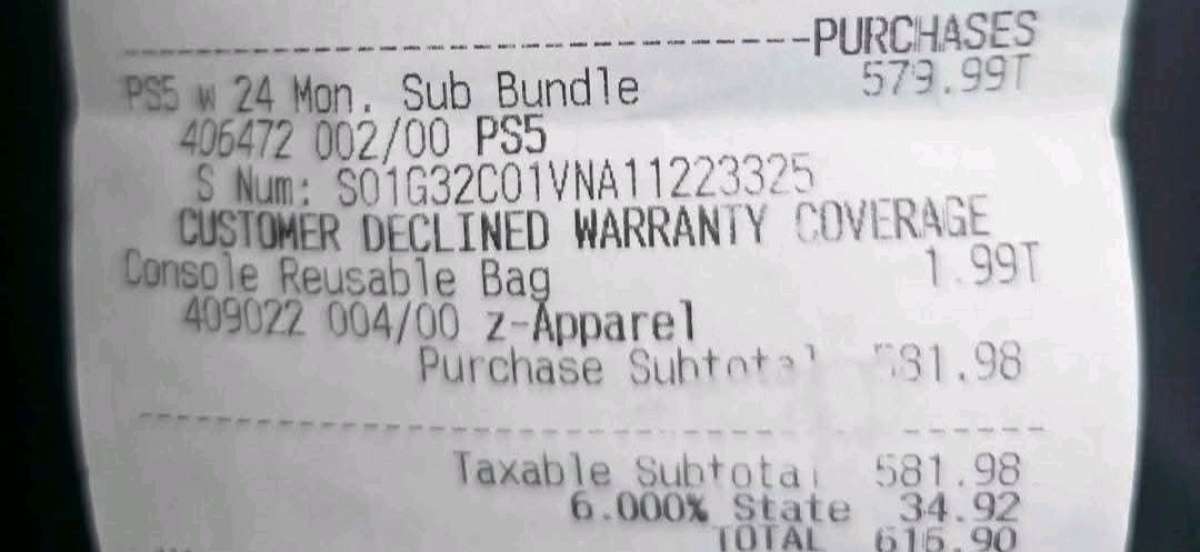 --------------------------------PURCHASES
PS5 w 24 Mon. Sub Bundle 579.99T
406472 002/00 PS5
S Num: S01G32C01VNA11223325
CUSTOMER DECLINED WARRANTY COVERAGE
Console Reusable Bag 1.99T
409022 004/00 z-Apparel
Purchase Subtotal 581.98
Taxable Subtotal 581.98
6.000% State 34.92
TOTAL 616.90